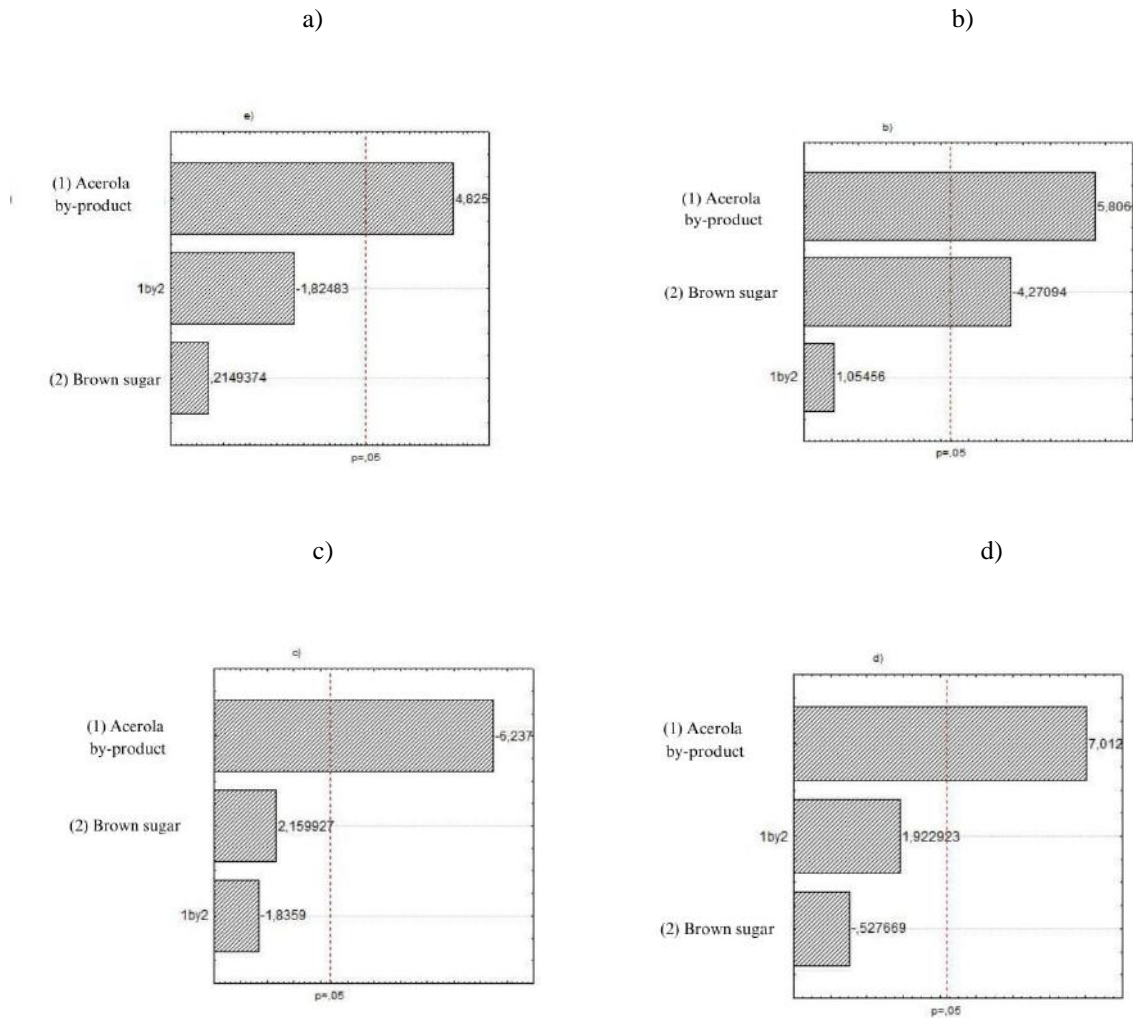 a)
b)
e)
(1) Acerola
by-product
4,825
1by2
-1,82483
(2) Brown sugar
,2149374
p=,05
b)
(1) Acerola
by-product
5,806
(2) Brown sugar
-4,27094
1by2
1,05456
p=,05
c)
d)
c)
(1) Acerola
by-product
-6,237
(2) Brown sugar
2,159927
1by2
-1,8359
p=,05
d)
(1) Acerola
by-product
7,012
1by2
1,922923
(2) Brown sugar
-,527669
p=,05